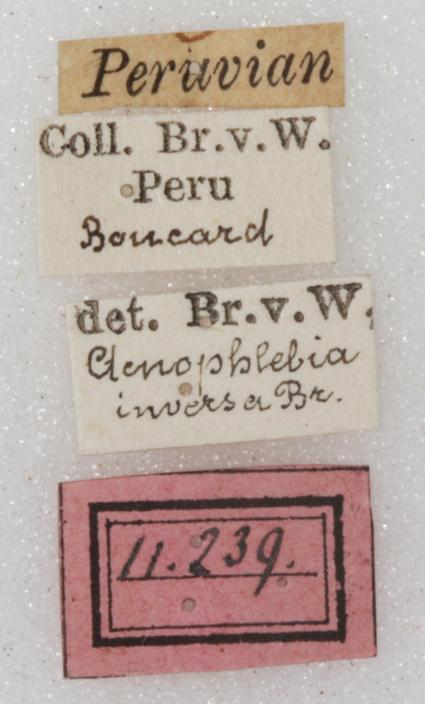 Peruvian
Coll. Br.v.W.
Peru
Boucard
det. Br.v.W.
Ctenophlebia
inversa Br.
11.239.